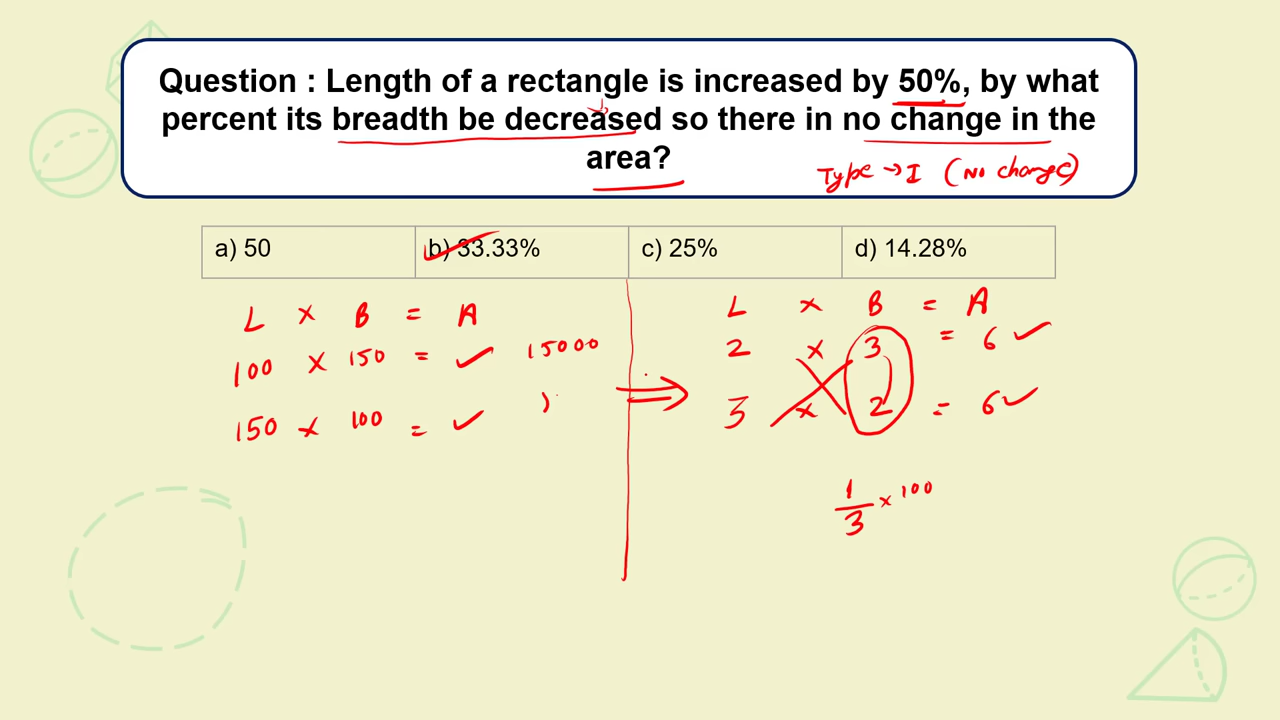 Question : Length of a rectangle is increased by 50%, by what
percent its breadth be decreased so there in no change in the
area?
Type → I (No change)
a) 50 b) 33.33% c) 25% d) 14.28%
L × B = A
100 × 150 = ✓ 15000
150 × 100 = ✓
L × B = A
2 × 3 = 6 ✓
3 × 2 = 6 ✓
1/3 × 100